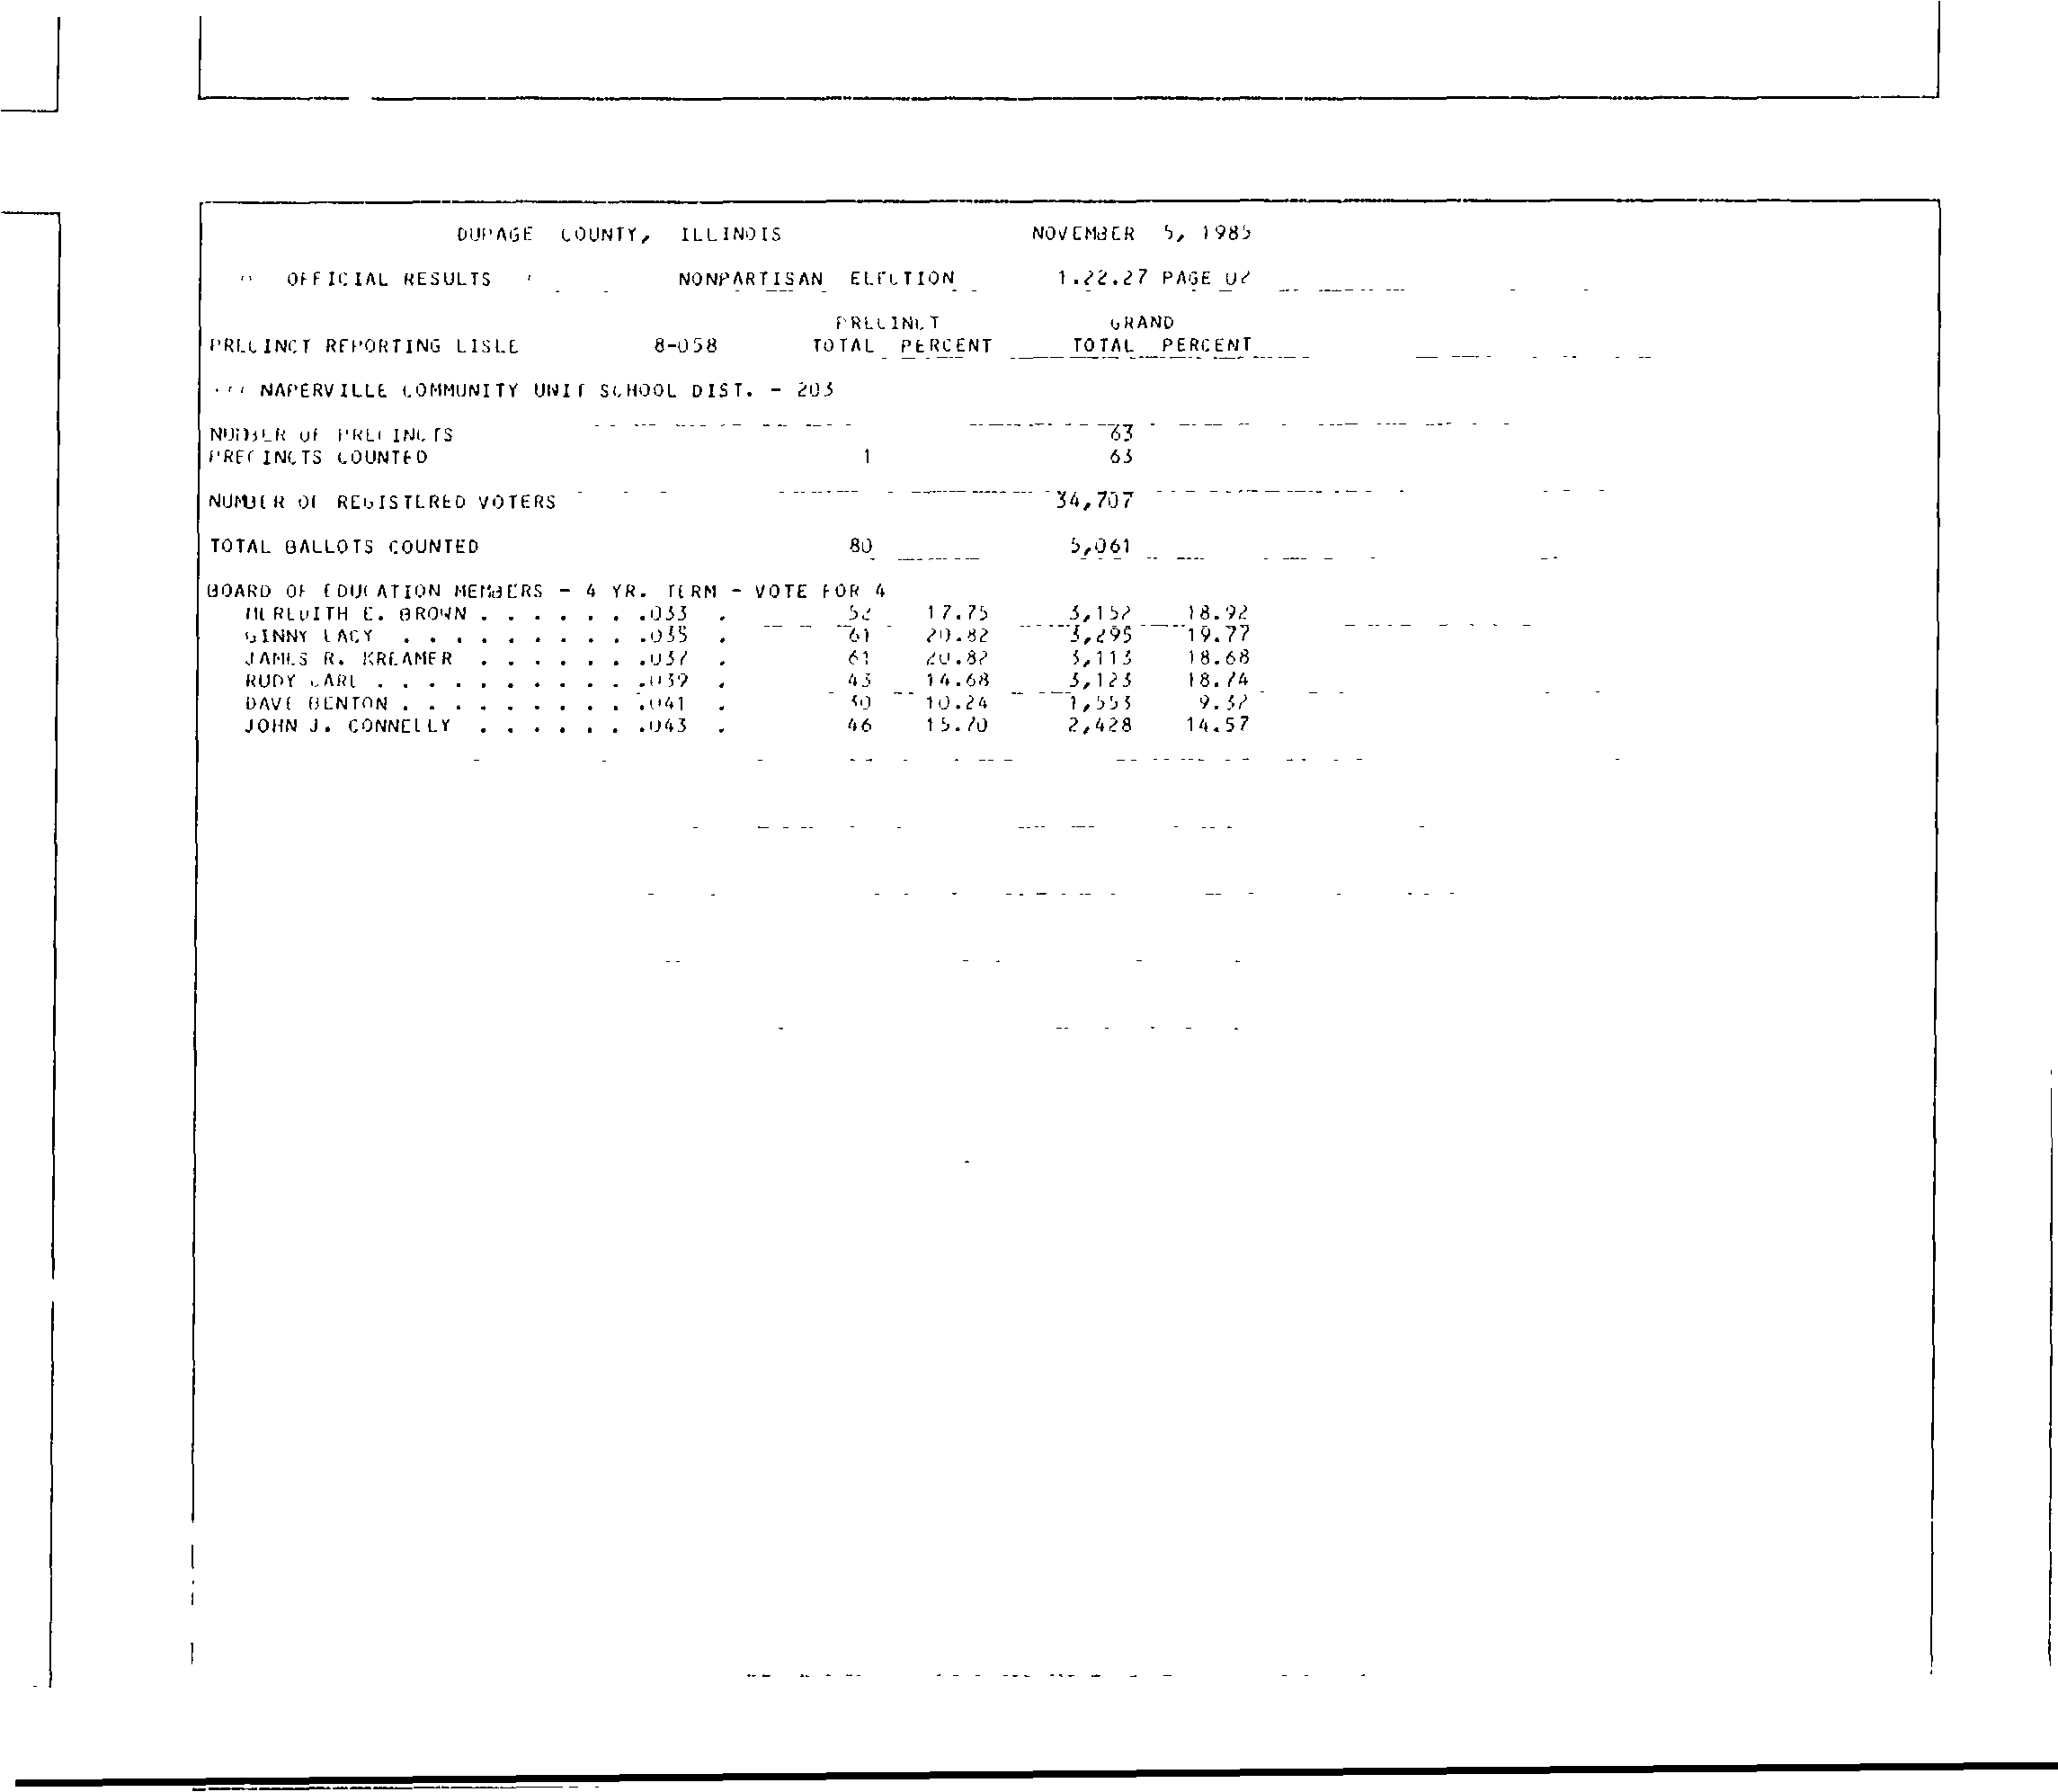 DUPAGE COUNTY, ILLINOIS NOVEMBER 5, 1985
OFFICIAL RESULTS NONPARTISAN ELECTION 1.22.27 PAGE 02
PRECINCT GRAND
PRECINCT REPORTING LISLE 8-058 TOTAL PERCENT TOTAL PERCENT
*** NAPERVILLE COMMUNITY UNIT SCHOOL DIST. - 203
NUMBER OF PRECINCTS 63
PRECINCTS COUNTED 1 63
NUMBER OF REGISTERED VOTERS 34,707
TOTAL BALLOTS COUNTED 80 5,061
BOARD OF EDUCATION MEMBERS - 4 YR. TERM - VOTE FOR 4
MEREDITH E. BROWN . . . . . . .033 . 52 17.75 3,152 18.92
GINNY LACY . . . . . . . . . .035 . 61 20.82 3,295 19.77
JAMES R. KREAMER . . . . . . .037 . 61 20.82 3,113 18.68
RUDY CARL . . . . . . . . . . .039 . 43 14.68 3,123 18.74
DAVE BENTON . . . . . . . . . .041 . 30 10.24 1,553 9.32
JOHN J. CONNELLY . . . . . . .043 . 46 15.70 2,428 14.57